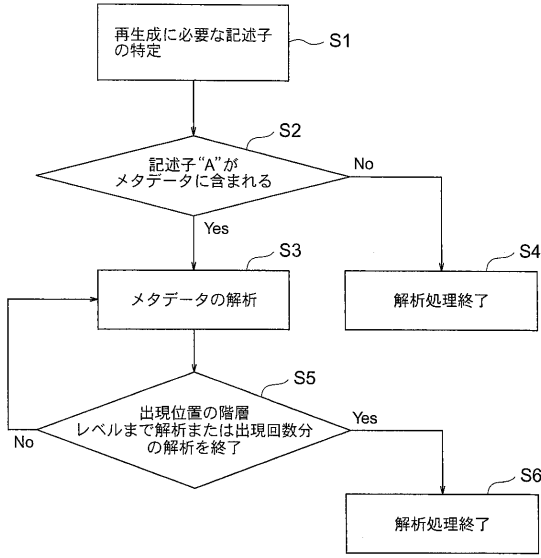 再生成に必要な記述子
の特定
S1
S2
記述子“A”が
メタデータに含まれる
No
Yes
S3
メタデータの解析
S4
解析処理終了
S5
出現位置の階層
レベルまで解析または出現回数分
の解析を終了
No
Yes
S6
解析処理終了